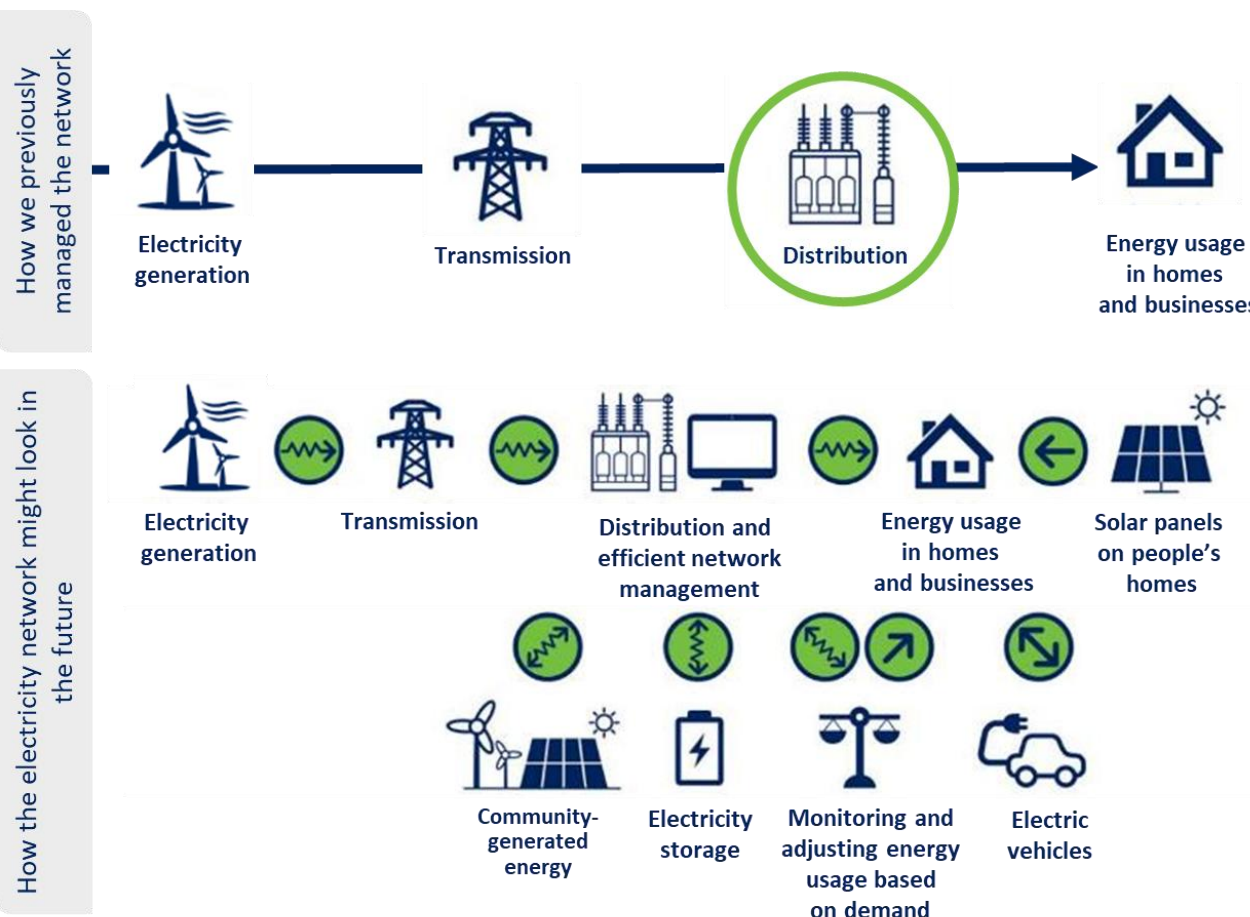 How we previously
managed the network
Electricity
generation
Transmission
Distribution
Energy usage
in homes
and businesses
How the electricity network might look in
the future
Electricity
generation
Transmission
Distribution and
efficient network
management
Energy usage
in homes
and businesses
Solar panels
on people's
homes
Community-
generated
energy
Electricity
storage
Monitoring and
adjusting energy
usage based
on demand
Electric
vehicles